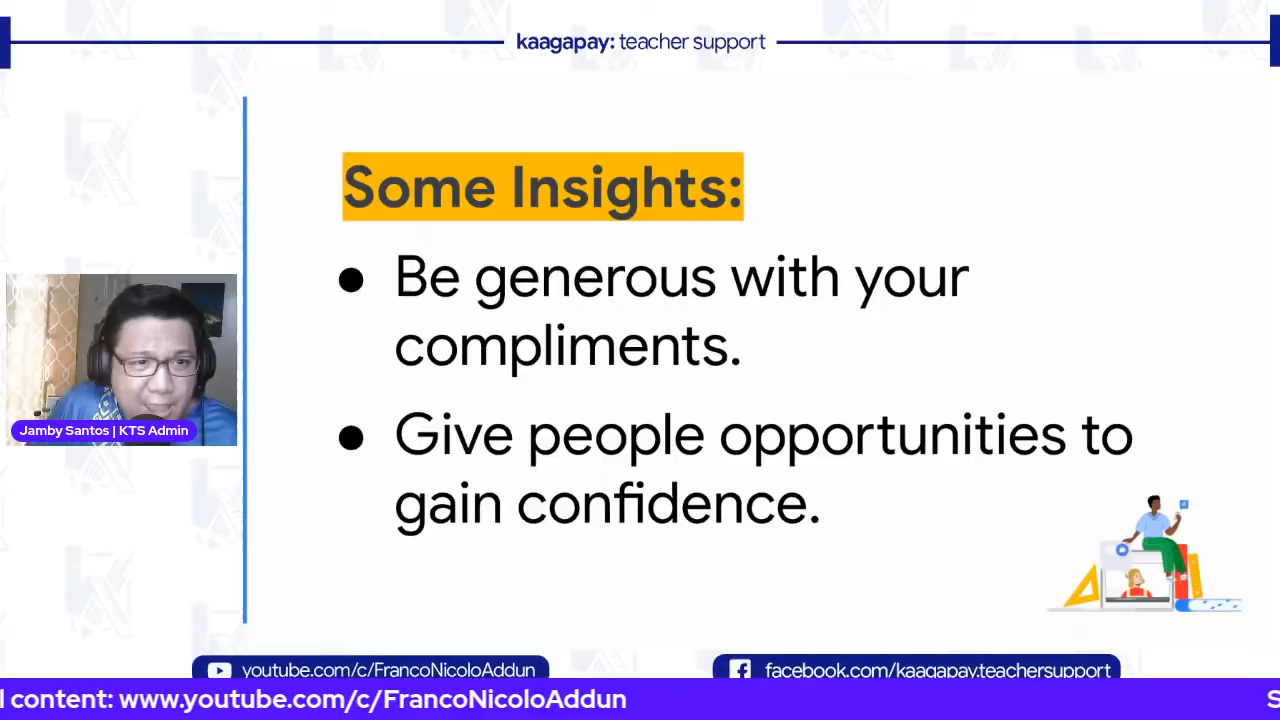 kaagapay: teacher support
Some Insights:
● Be generous with your
compliments.
● Give people opportunities to
gain confidence.
Jamby Santos | KTS Admin
youtube.com/c/FrancoNicoloAddun
facebook.com/kaagapay.teachersupport
l content: www.youtube.com/c/FrancoNicoloAddun S